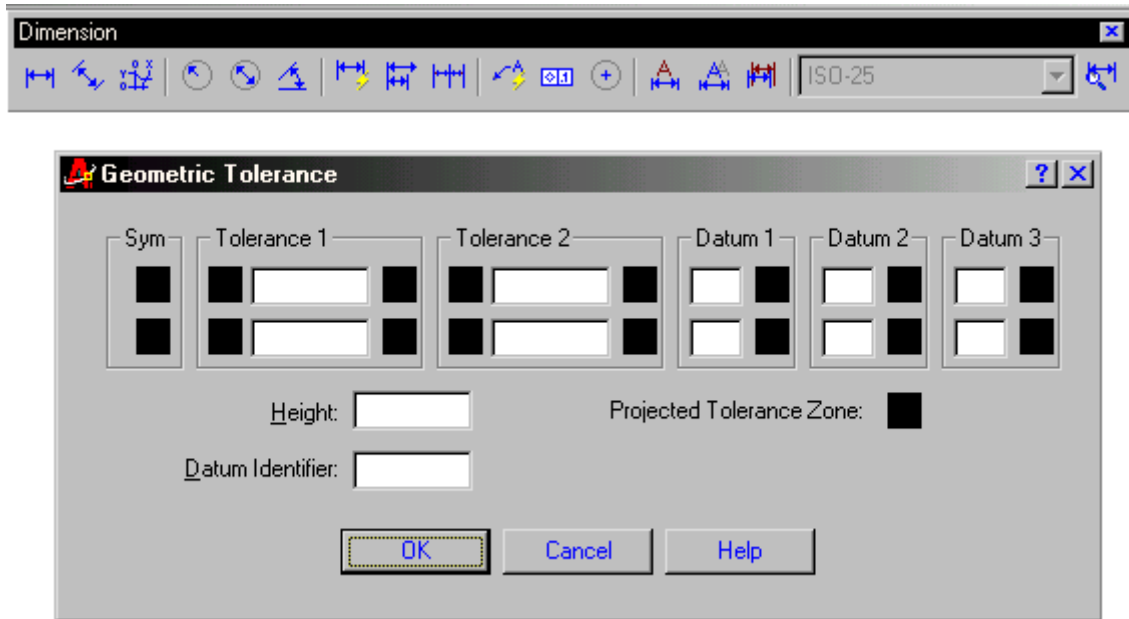 Dimension
ISO-25
Geometric Tolerance
Sym Tolerance 1 Tolerance 2 Datum 1 Datum 2 Datum 3
Height: Projected Tolerance Zone:
Datum Identifier:
OK Cancel Help